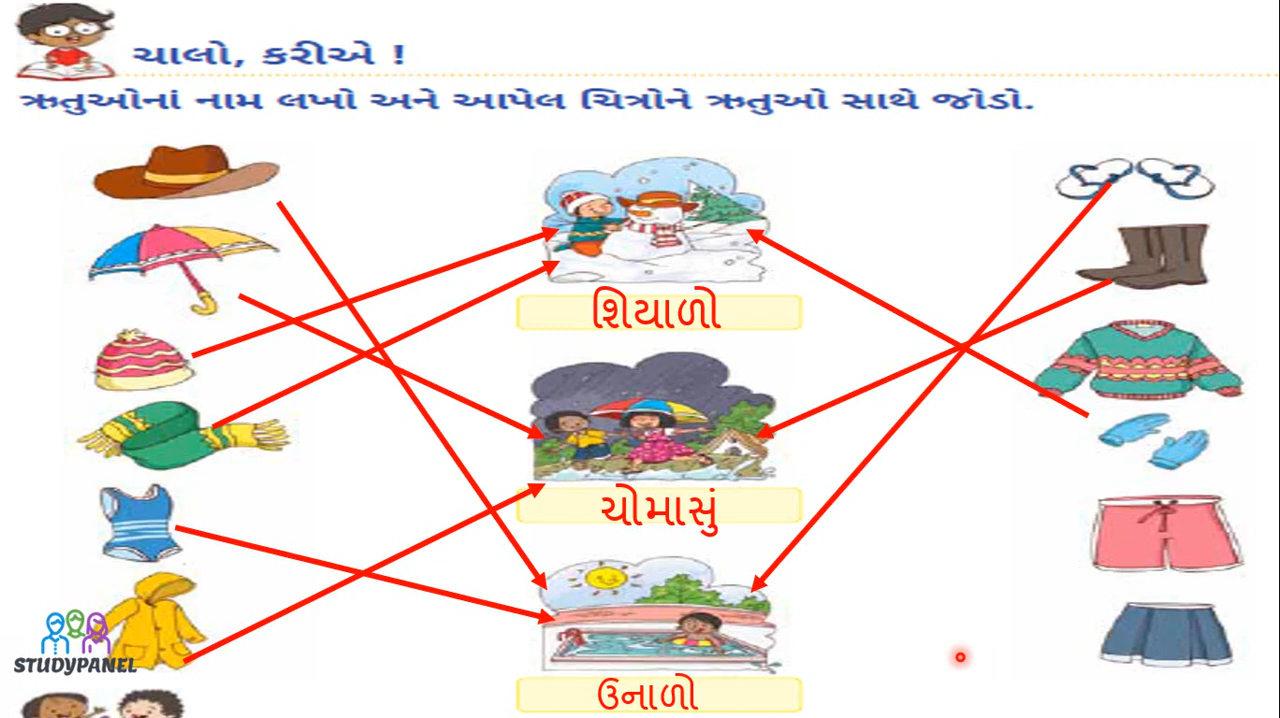 ચાલો, કરીએ !
ઋતુઓનાં નામ લખો અને આપેલ ચિત્રોને ઋતુઓ સાથે જોડો.
શિયાળો
ચોમાસું
ઉનાળો
STUDYPANEL